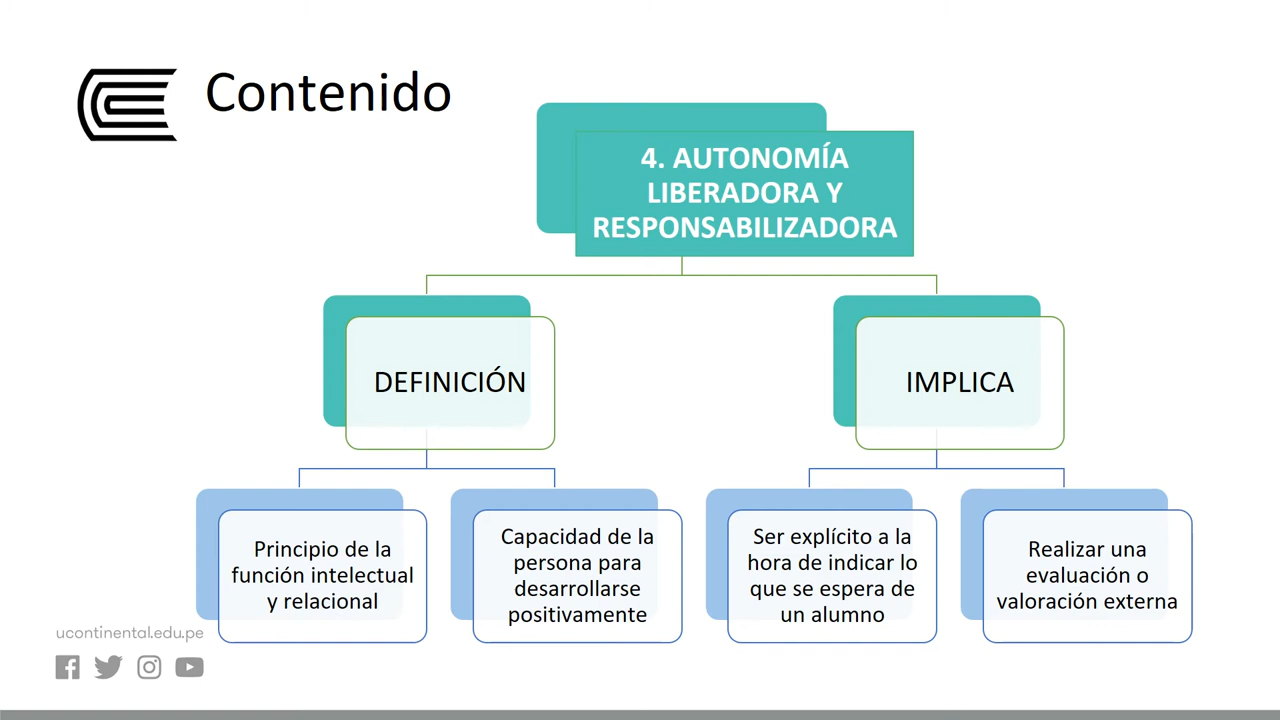 Contenido
4. AUTONOMÍA
LIBERADORA Y
RESPONSABILIZADORA
DEFINICIÓN
IMPLICA
Principio de la
función intelectual
y relacional
Capacidad de la
persona para
desarrollarse
positivamente
Ser explícito a la
hora de indicar lo
que se espera de
un alumno
Realizar una
evaluación o
valoración externa
ucontinental.edu.pe